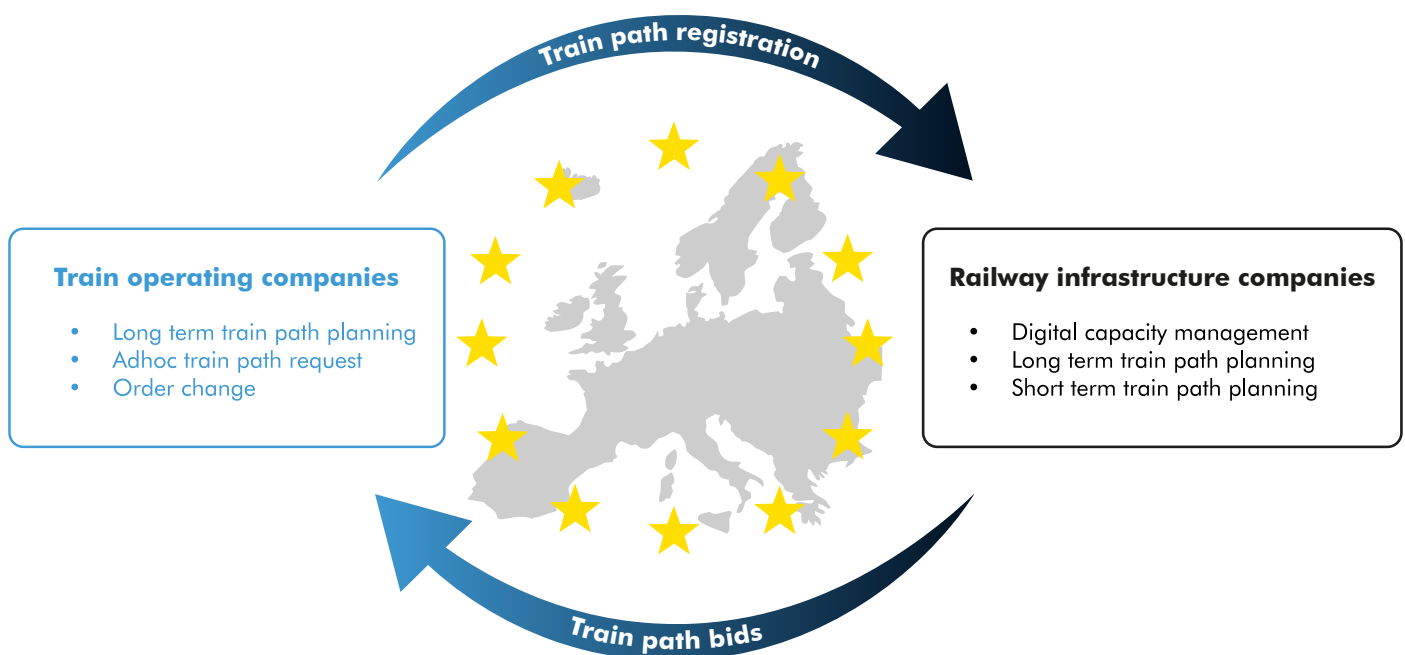 Train path registration
Train operating companies
• Long term train path planning
• Adhoc train path request
• Order change
Railway infrastructure companies
• Digital capacity management
• Long term train path planning
• Short term train path planning
Train path bids